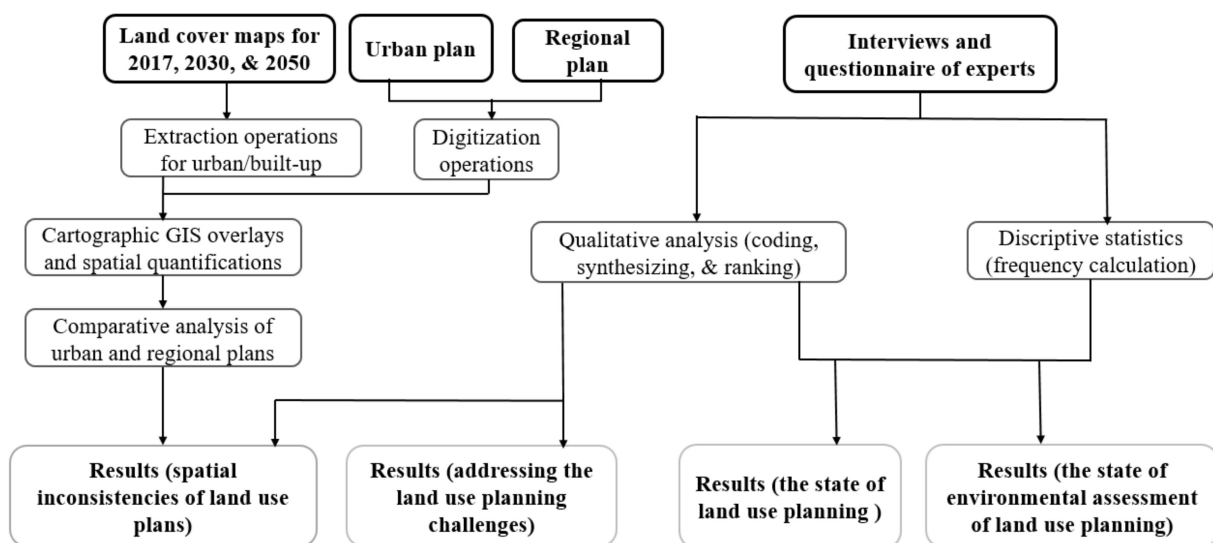 Land cover maps for
2017, 2030, & 2050
Urban plan
Regional
plan
Interviews and
questionnaire of experts
Extraction operations
for urban/built-up
Digitization
operations
Cartographic GIS overlays
and spatial quantifications
Qualitative analysis (coding,
synthesizing, & ranking)
Discriptive statistics
(frequency calculation)
Comparative analysis of
urban and regional plans
Results (spatial
inconsistencies of land use
plans)
Results (addressing the
land use planning
challenges)
Results (the state of
land use planning )
Results (the state of
environmental assessment
of land use planning)